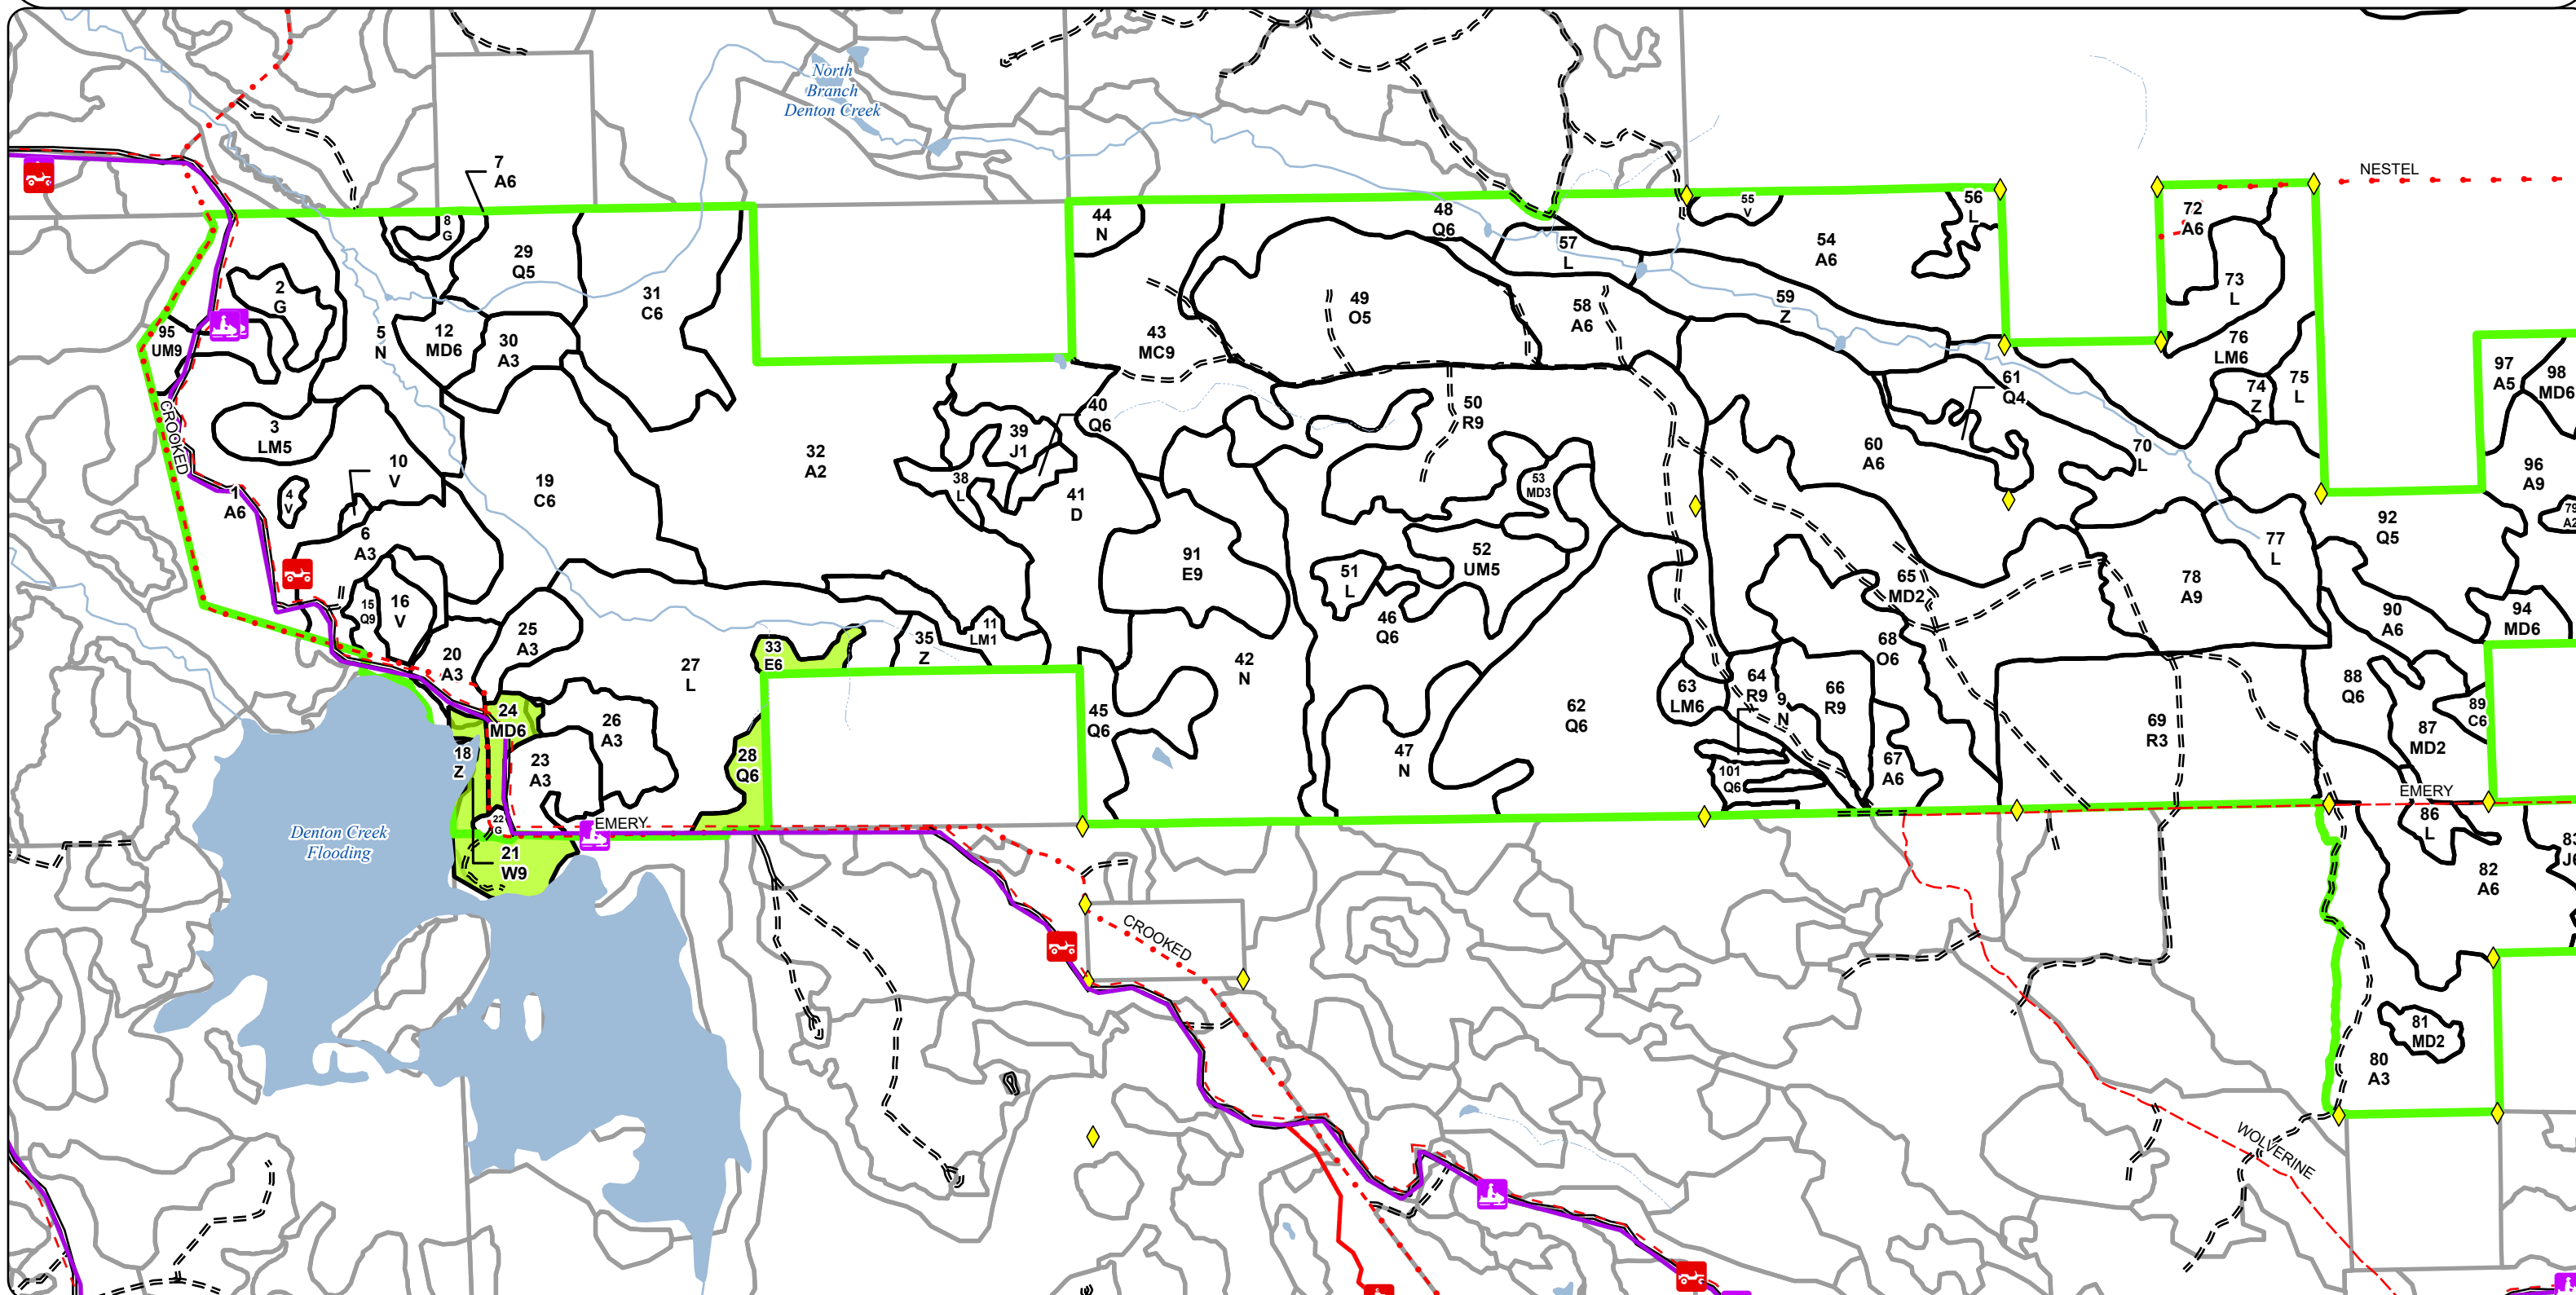 North
Branch
Denton Creek
NESTEL
7
A6
8
G
44
N
48
Q6
55
V
56
L
72
A6
29
Q5
57
L
54
A6
2
G
31
C6
49
O5
58
A6
59
Z
73
L
95
UM9
5
N
12
MD6
30
A3
43
MC9
76
LM6
97
A5
98
MD6
CROOKED
3
LM5
40
Q6
50
R9
61
Q4
74
Z
75
L
39
J1
10
V
32
A2
60
A6
70
L
96
A9
19
C6
38
L
41
D
53
MD3
1
A6
4
V
79
A2
92
Q5
6
A3
91
E9
52
UM5
77
L
51
L
65
MD2
78
A9
15
Q9
16
V
25
A3
11
LM1
46
Q6
90
A6
94
MD6
35
Z
33
E6
20
A3
27
L
42
N
68
O6
63
LM6
64
R9
9
N
66
R9
88
Q6
24
MD6
26
A3
45
Q6
62
Q6
69
R3
89
C6
87
MD2
18
Z
23
A3
28
Q6
47
N
101
Q6
67
A6
EMERY
22
G
EMERY
86
L
Denton Creek
Flooding
21
W9
83
J6
82
A6
CROOKED
81
MD2
80
A3
WOLVERINE